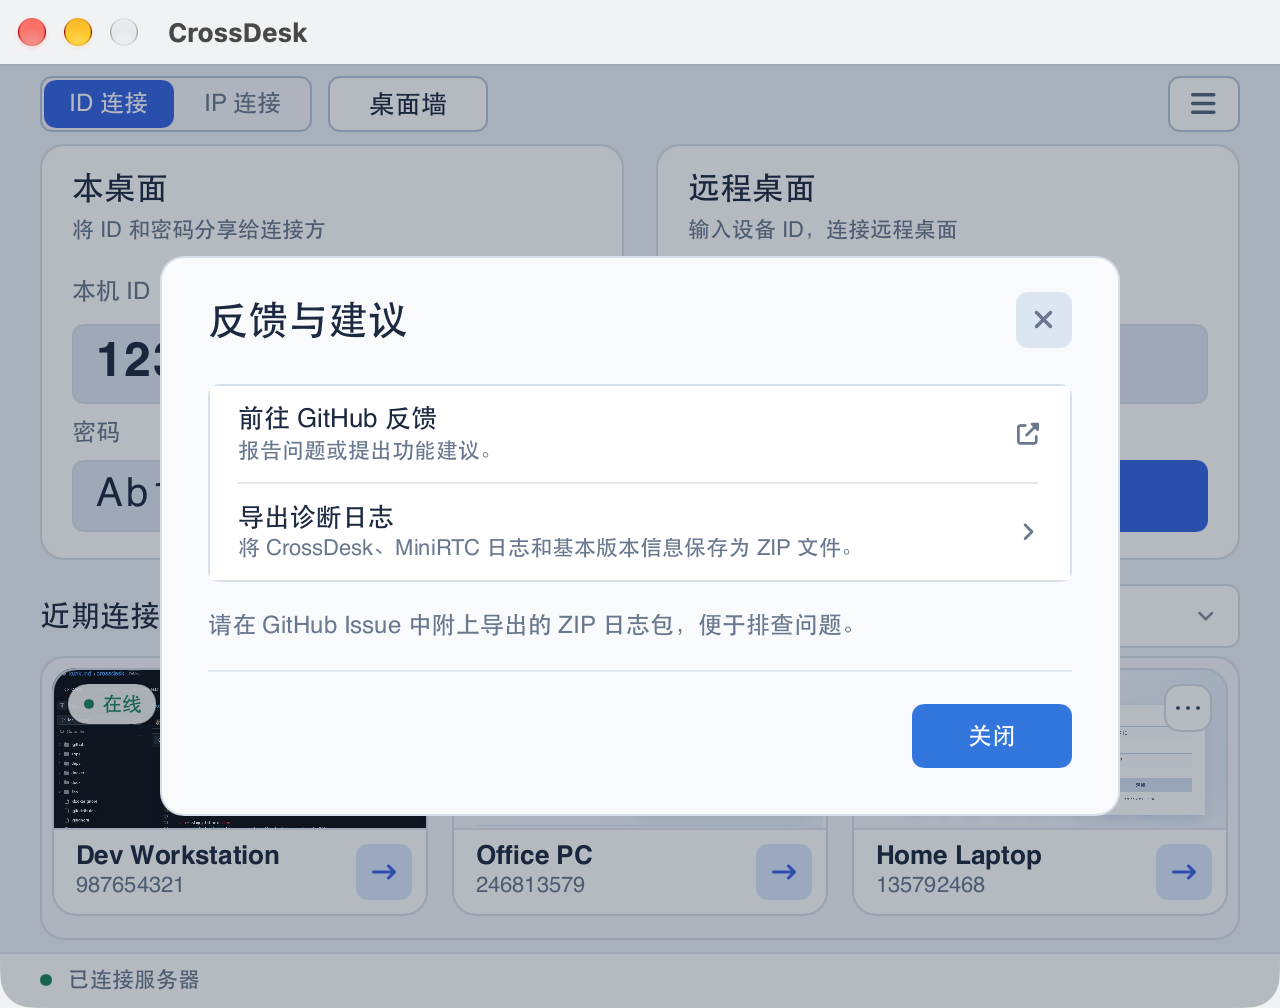 CrossDesk
ID 连接
IP 连接
桌面墙
本桌面
将 ID 和密码分享给连接方
远程桌面
输入设备 ID，连接远程桌面
本机 ID
密码
反馈与建议
前往 GitHub 反馈
报告问题或提出功能建议。
导出诊断日志
将 CrossDesk、MiniRTC 日志和基本版本信息保存为 ZIP 文件。
请在 GitHub Issue 中附上导出的 ZIP 日志包，便于排查问题。
关闭
近期连接
在线
Dev Workstation
987654321
Office PC
246813579
Home Laptop
135792468
已连接服务器